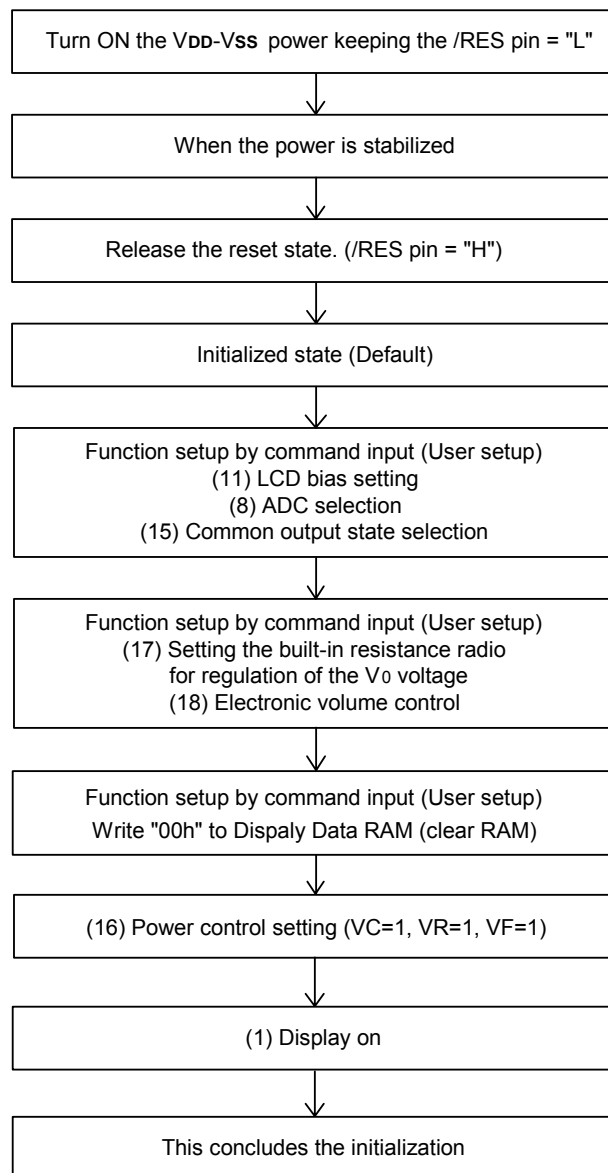 Turn ON the VDD-VSS power keeping the /RES pin = "L"
When the power is stabilized
Release the reset state. (/RES pin = "H")
Initialized state (Default)
Function setup by command input (User setup)
(11) LCD bias setting
(8) ADC selection
(15) Common output state selection
Function setup by command input (User setup)
(17) Setting the built-in resistance radio
for regulation of the V0 voltage
(18) Electronic volume control
Function setup by command input (User setup)
Write "00h" to Dispaly Data RAM (clear RAM)
(16) Power control setting (VC=1, VR=1, VF=1)
(1) Display on
This concludes the initialization